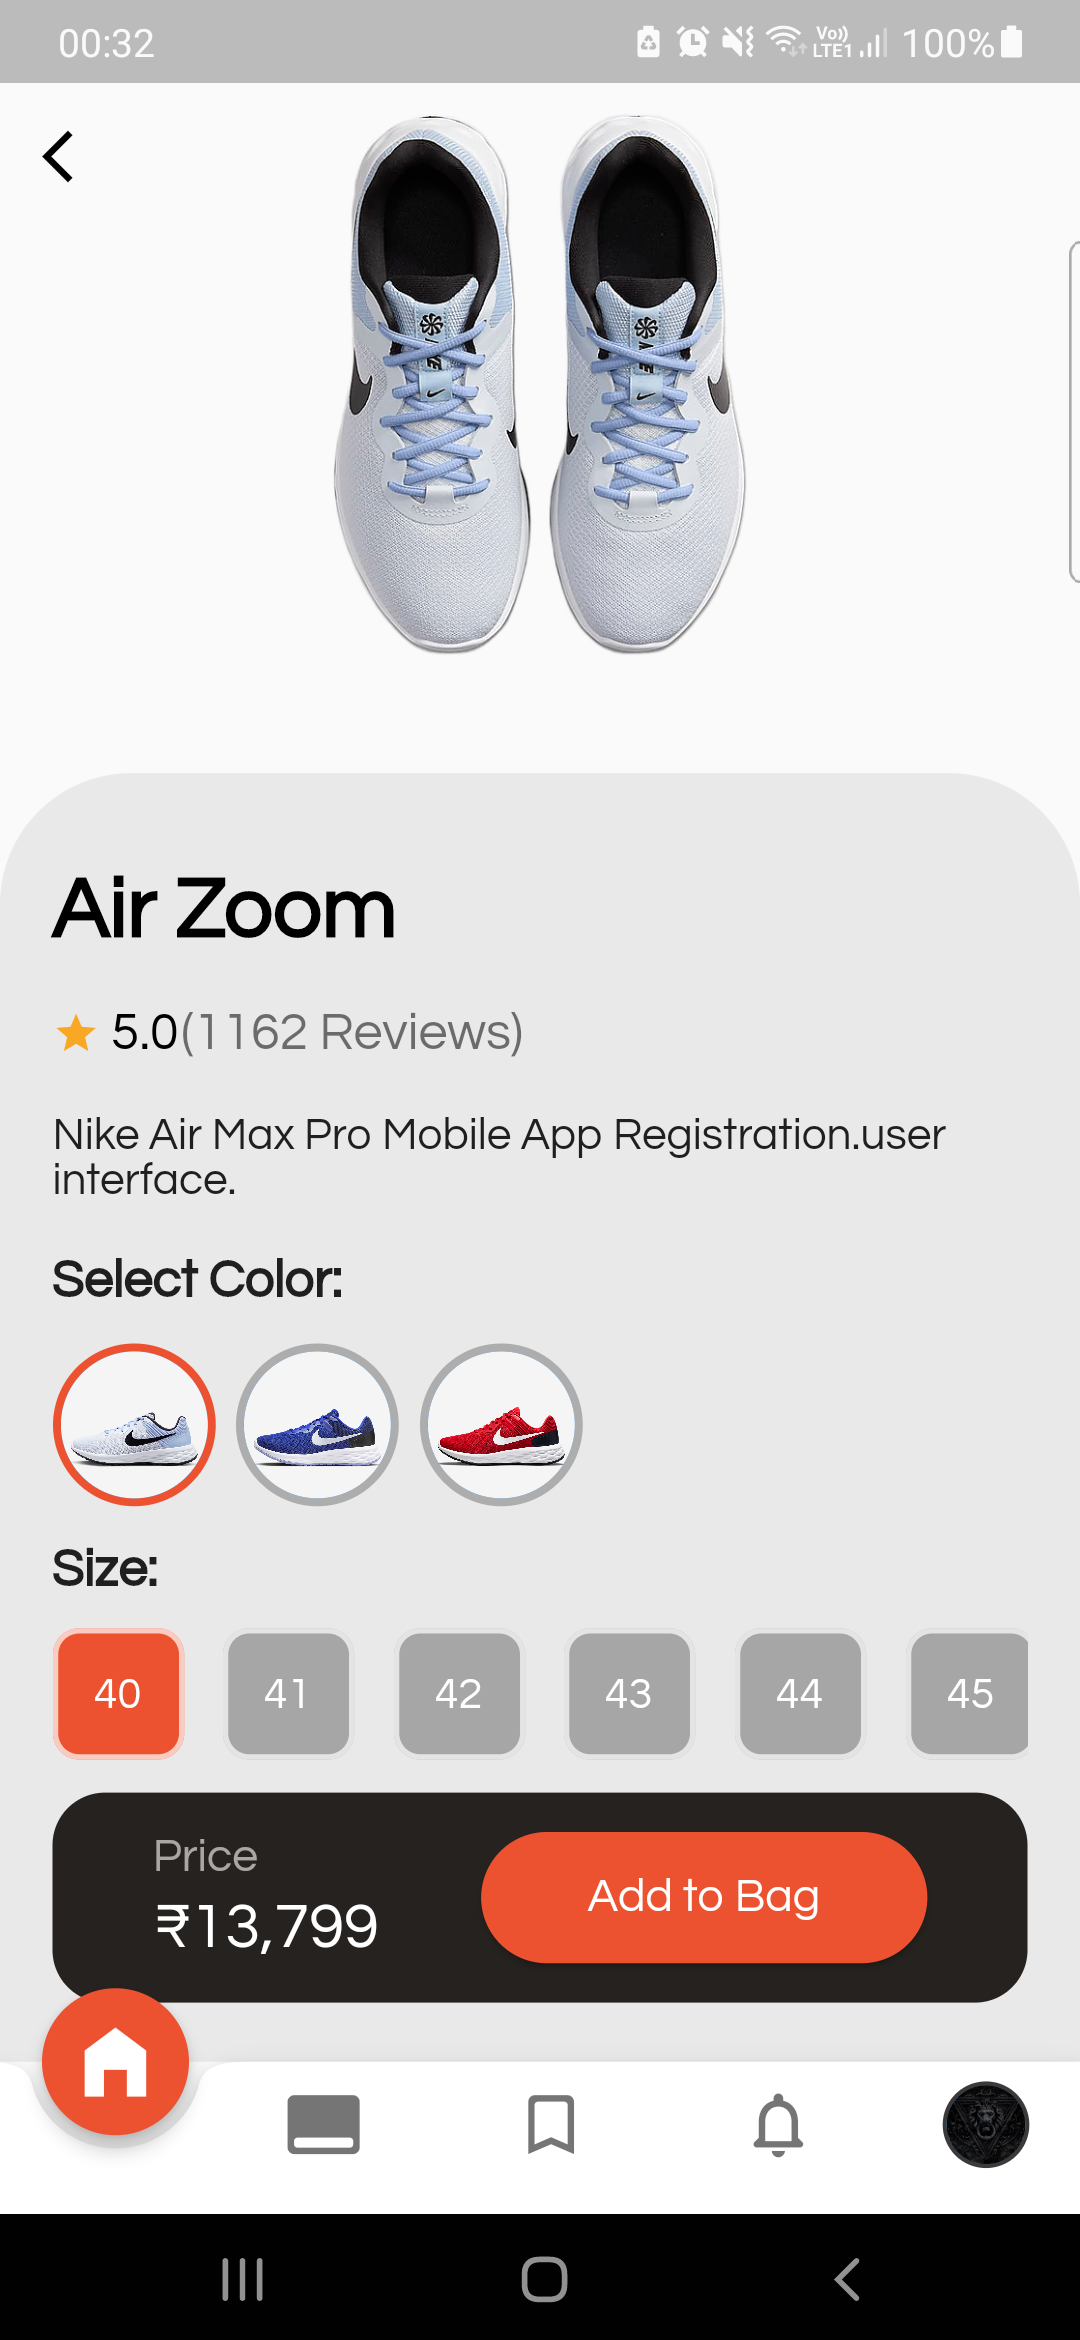 00:32
Vo))
LTE1
100%
Air Zoom
5.0(1162 Reviews)
Nike Air Max Pro Mobile App Registration.user
interface.
Select Color:
Size:
40 41 42 43 44 45
Price
₹13,799
Add to Bag